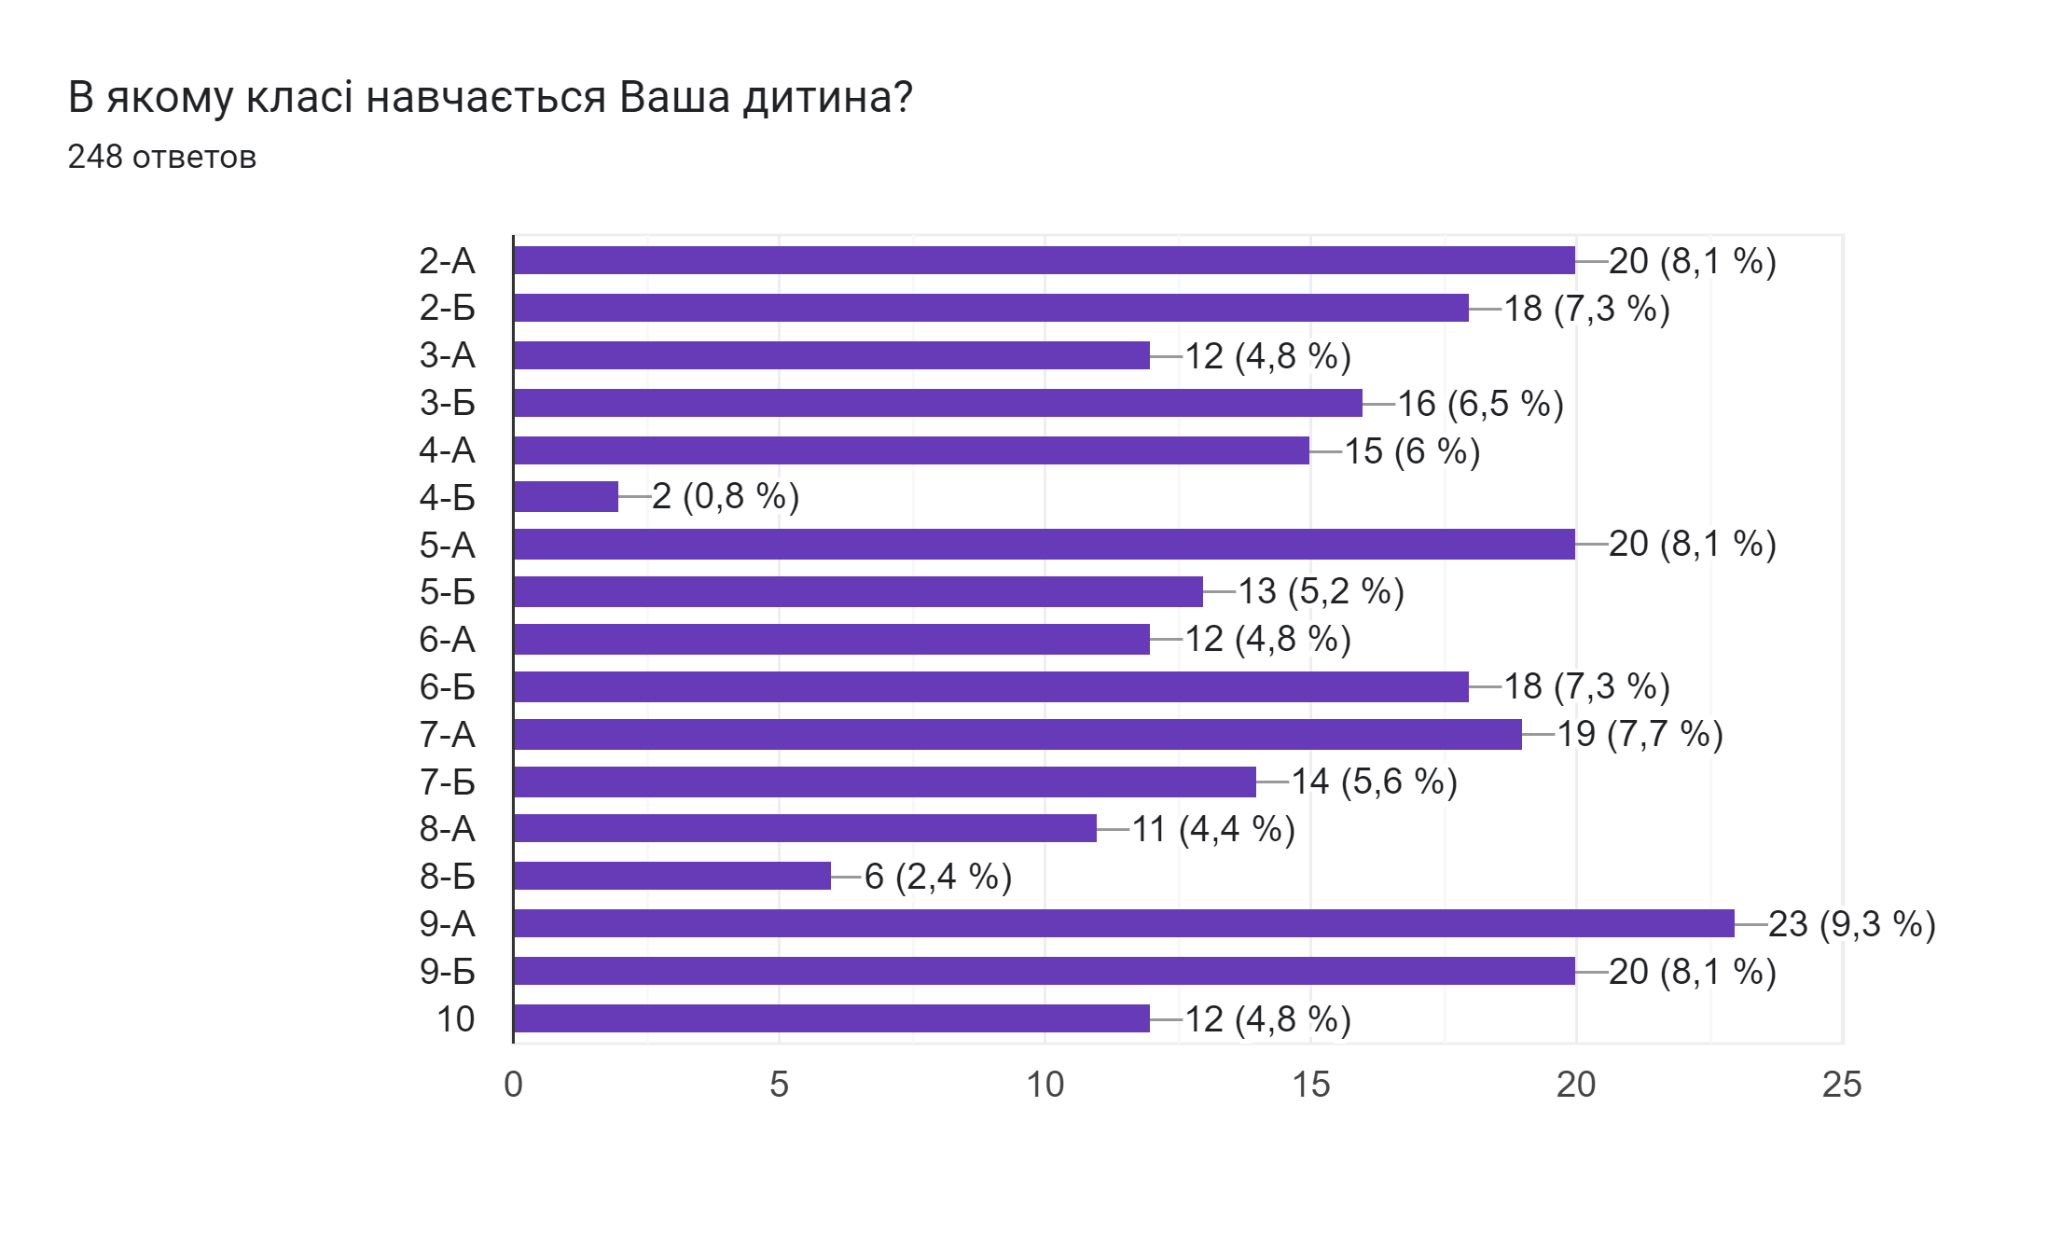 В якому класі навчається Ваша дитина?
248 ответов
2-А 20 (8,1 %)
2-Б 18 (7,3 %)
3-А 12 (4,8 %)
3-Б 16 (6,5 %)
4-А 15 (6 %)
4-Б 2 (0,8 %)
5-А 20 (8,1 %)
5-Б 13 (5,2 %)
6-А 12 (4,8 %)
6-Б 18 (7,3 %)
7-А 19 (7,7 %)
7-Б 14 (5,6 %)
8-А 11 (4,4 %)
8-Б 6 (2,4 %)
9-А 23 (9,3 %)
9-Б 20 (8,1 %)
10 12 (4,8 %)
0 5 10 15 20 25